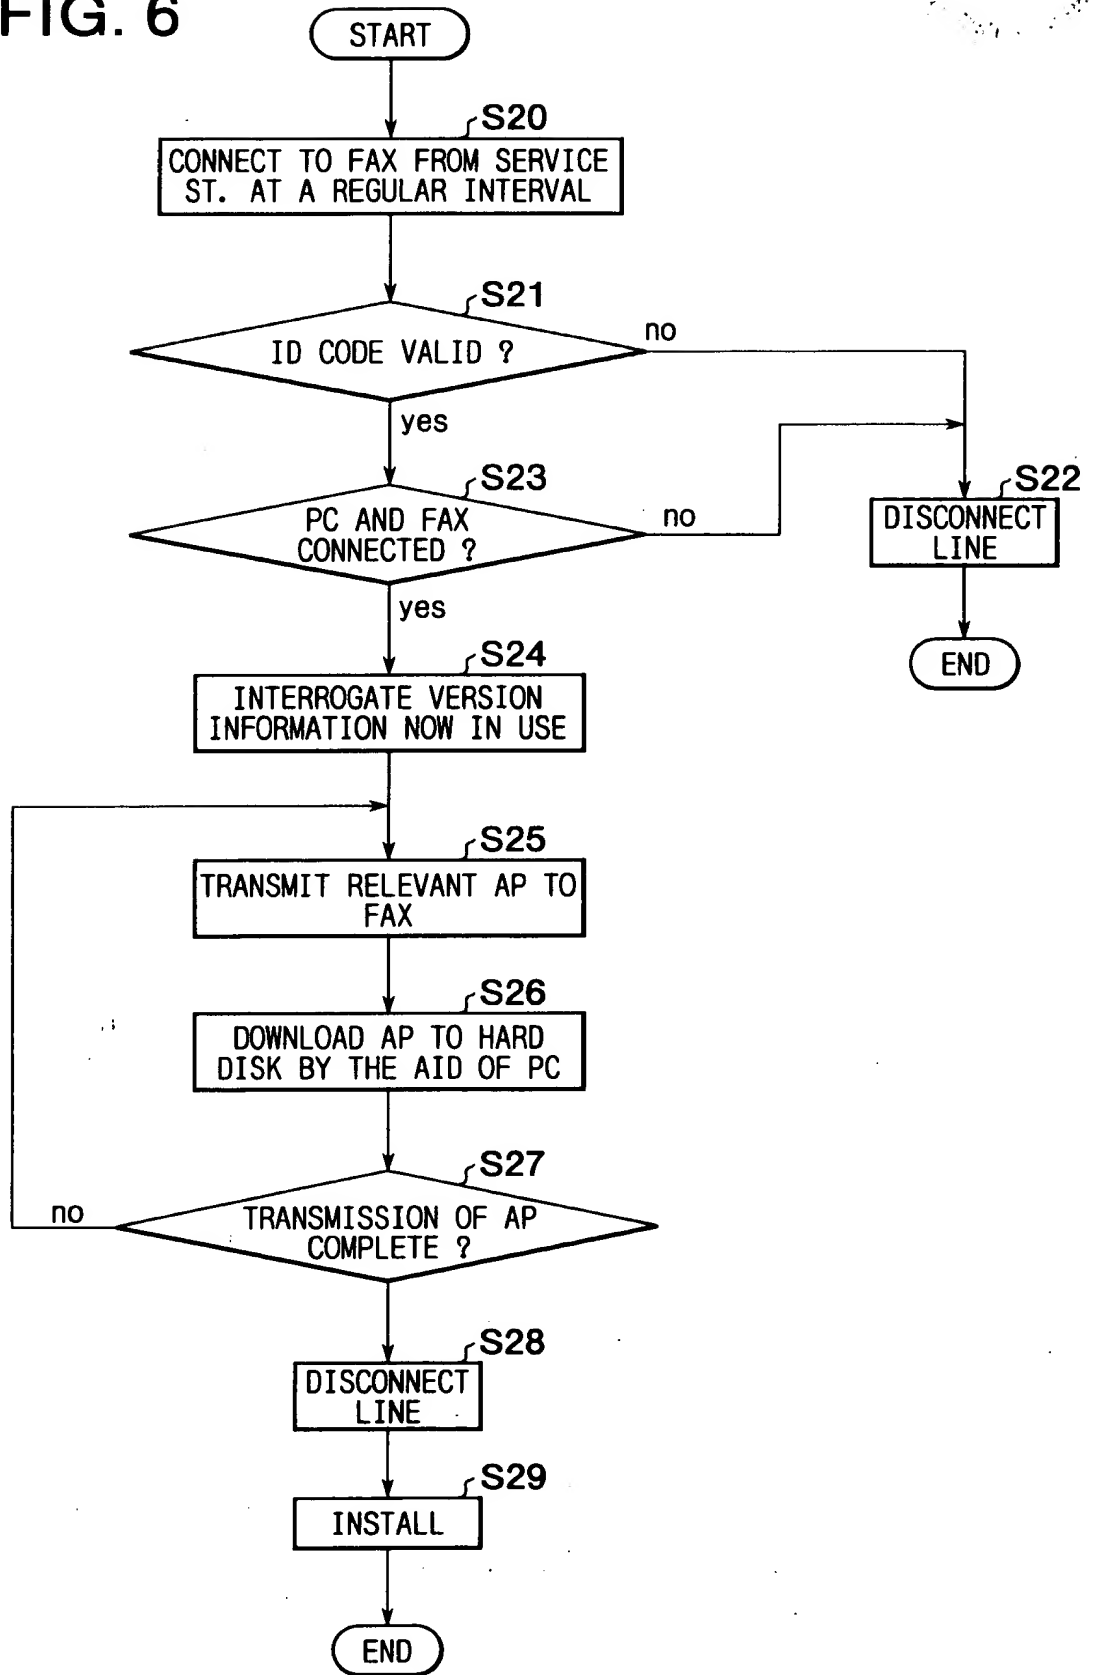 FIG. 6
START
S20
CONNECT TO FAX FROM SERVICE
ST. AT A REGULAR INTERVAL
S21
ID CODE VALID ?
no
yes
S23
PC AND FAX
CONNECTED ?
no
yes
S22
DISCONNECT
LINE
END
S24
INTERROGATE VERSION
INFORMATION NOW IN USE
S25
TRANSMIT RELEVANT AP TO
FAX
S26
DOWNLOAD AP TO HARD
DISK BY THE AID OF PC
S27
TRANSMISSION OF AP
COMPLETE ?
no
S28
DISCONNECT
LINE
S29
INSTALL
END